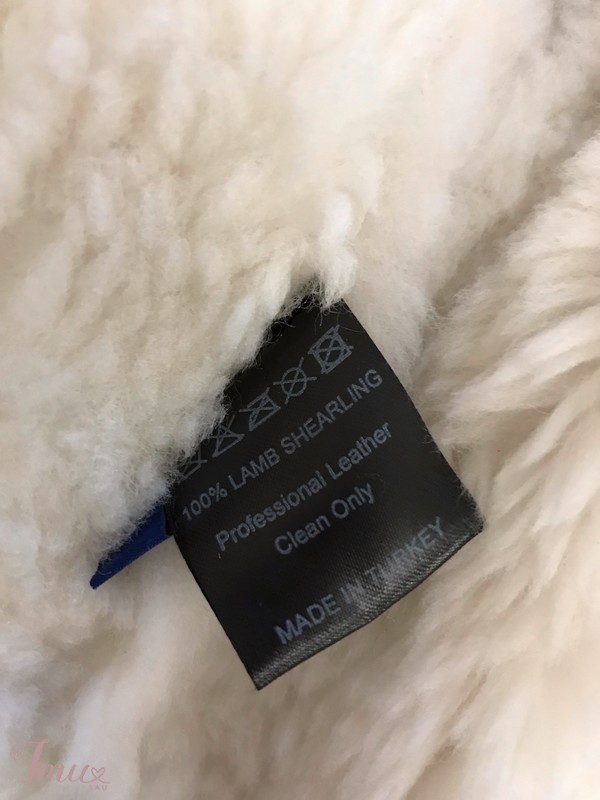 100% LAMB SHEARLING
Professional Leather
Clean Only
MADE IN TURKEY